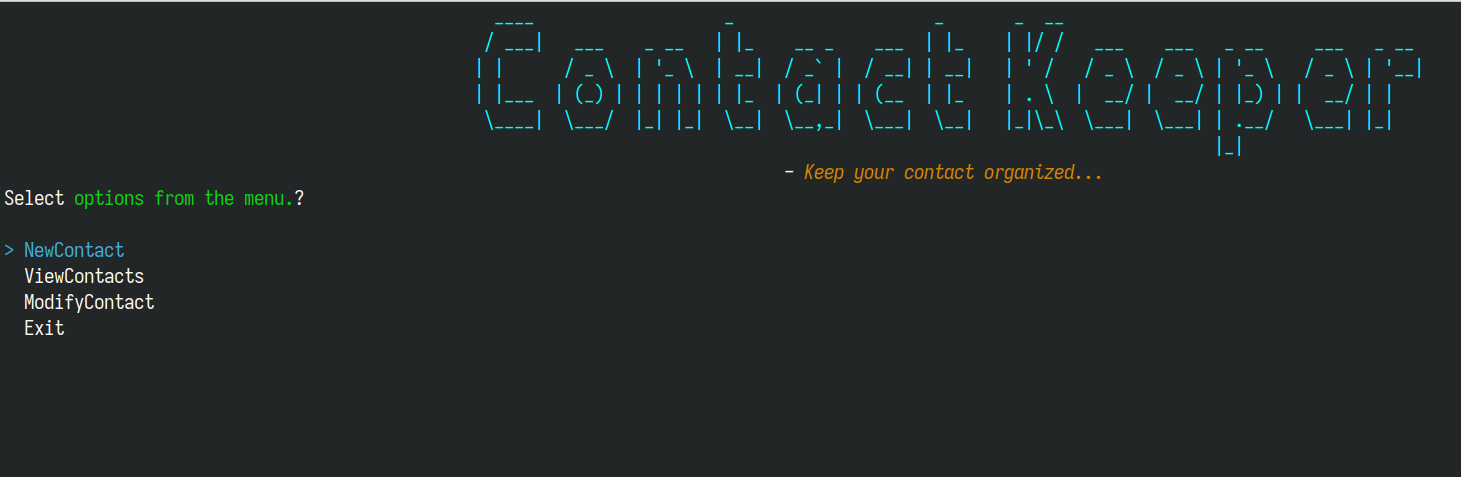 Contact Keeper
- Keep your contact organized...
Select options from the menu.?
> NewContact
ViewContacts
ModifyContact
Exit